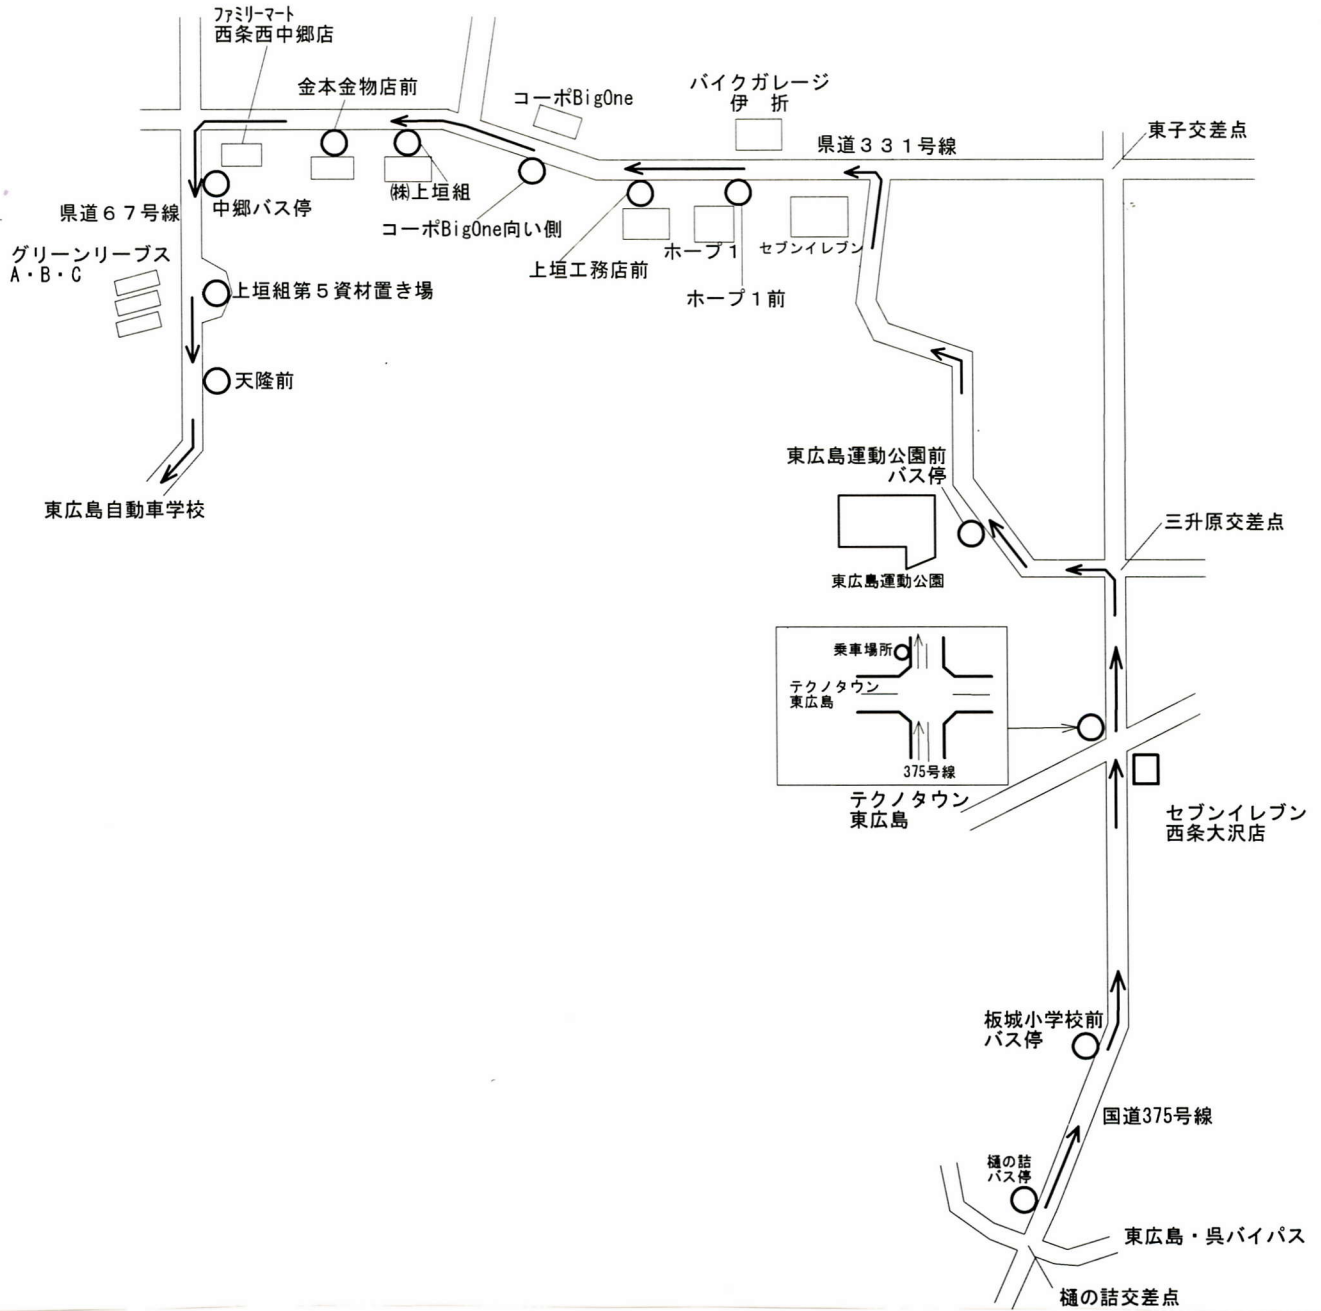 ファミリーマート
西条西中郷店
金本金物店前
コーポBigOne
バイクガレージ
伊 折
県道331号線
東子交差点
㈱上垣組
中郷バス停
県道67号線
コーポBigOne向い側
グリーンリーブス
A・B・C
ホープ1
セブンイレブン
上垣工務店前
上垣組第5資材置き場
ホープ1前
天隆前
東広島運動公園前
バス停
東広島自動車学校
三升原交差点
東広島運動公園
乗車場所
テクノタウン
東広島
375号線
テクノタウン
東広島
セブンイレブン
西条大沢店
板城小学校前
バス停
国道375号線
樋の詰
バス停
東広島・呉バイパス
樋の詰交差点